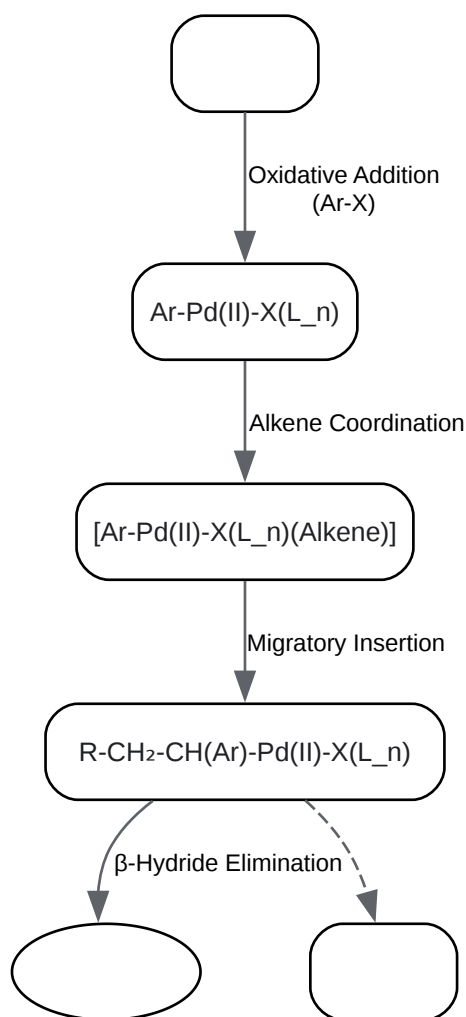 Oxidative Addition
(Ar-X)
Ar-Pd(II)-X(L_n)
Alkene Coordination
[Ar-Pd(II)-X(L_n)(Alkene)]
Migratory Insertion
R-CH₂-CH(Ar)-Pd(II)-X(L_n)
β-Hydride Elimination